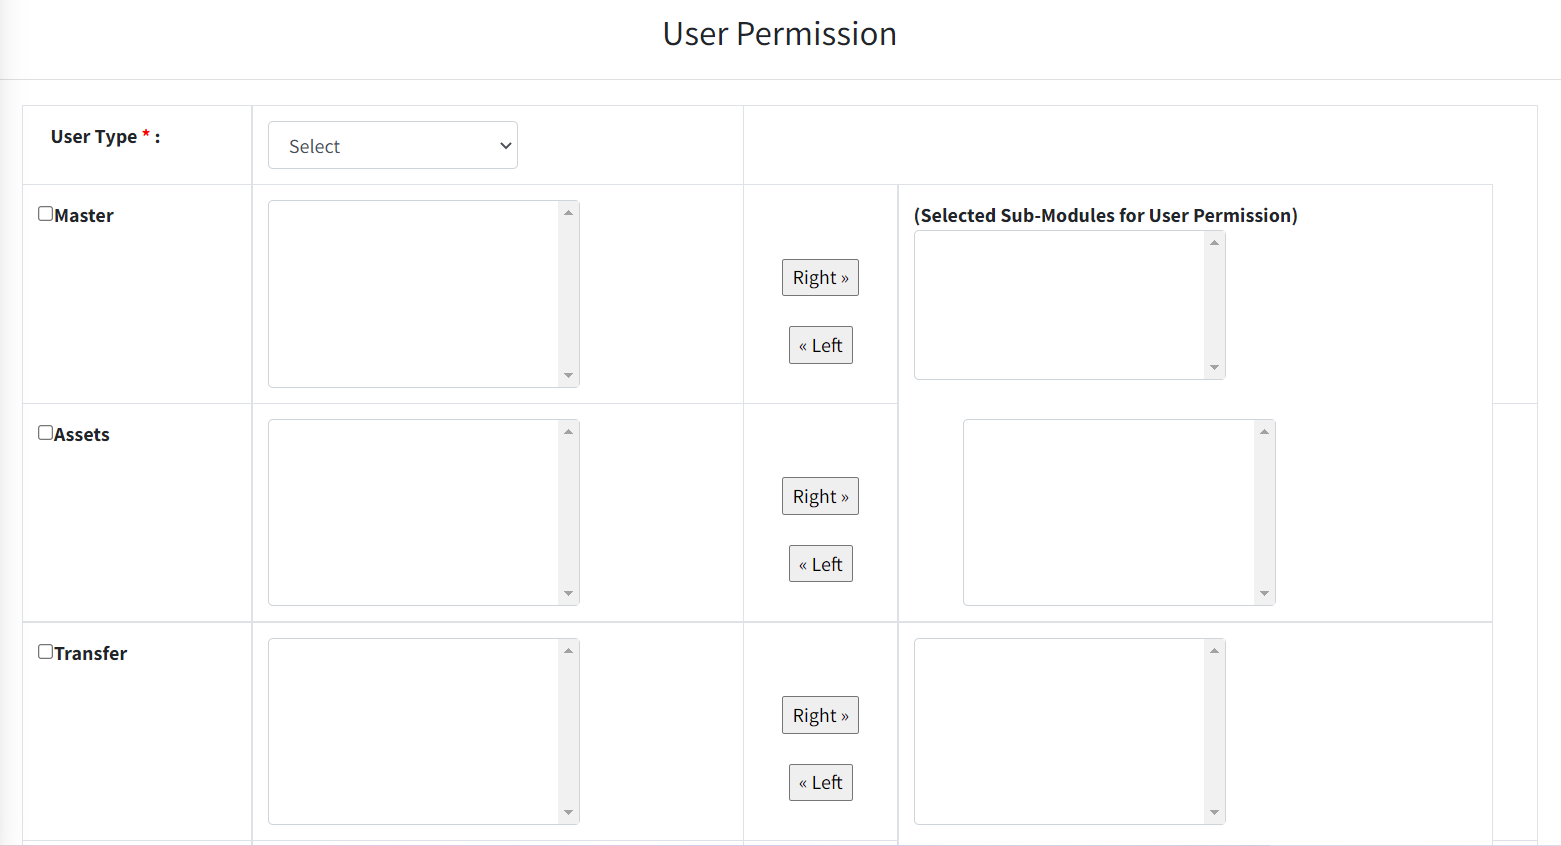 User Permission
User Type * :
Select
Master
(Selected Sub-Modules for User Permission)
Right »
« Left
Assets
Right »
« Left
Transfer
Right »
« Left